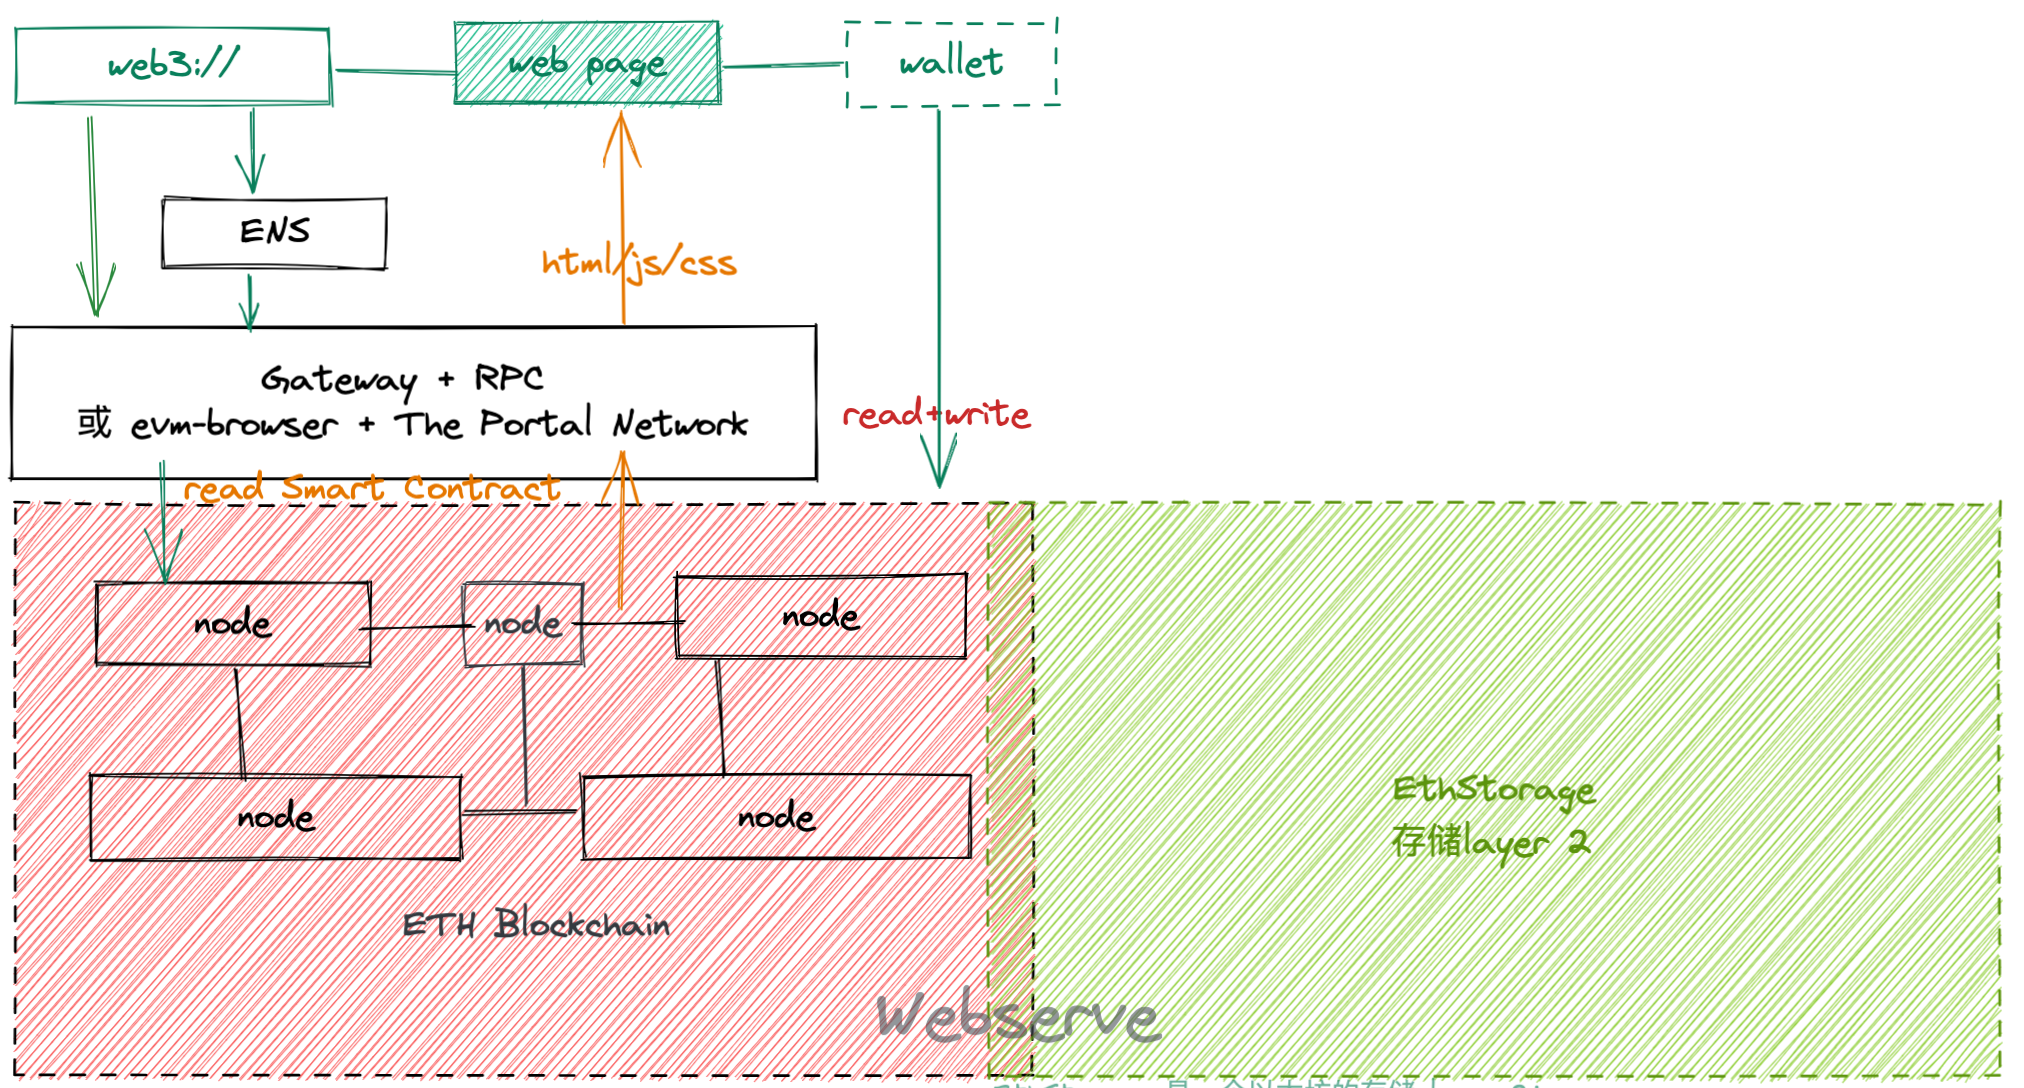 web3://
web page
wallet
ENS
html/js/css
Gateway + RPC
或 evm-browser + The Portal Network
read+write
read Smart Contract
node
node
node
node
node
EthStorage
存储layer 2
ETH Blockchain
Webserve